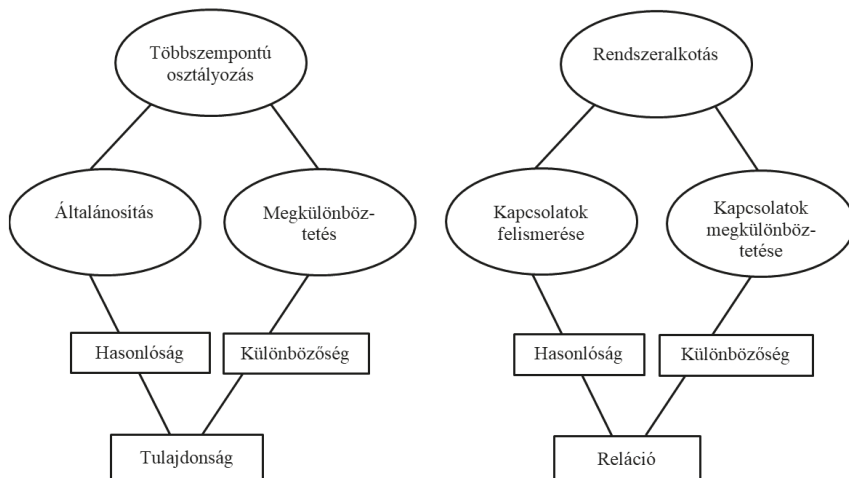 Többszempontú
osztályozás
Rendszeralkotás
Általánosítás
Megkülönböz-
tetés
Kapcsolatok
felismerése
Kapcsolatok
megkülönböz-
tetése
Hasonlóság
Különbözőség
Hasonlóság
Különbözőség
Tulajdonság
Reláció